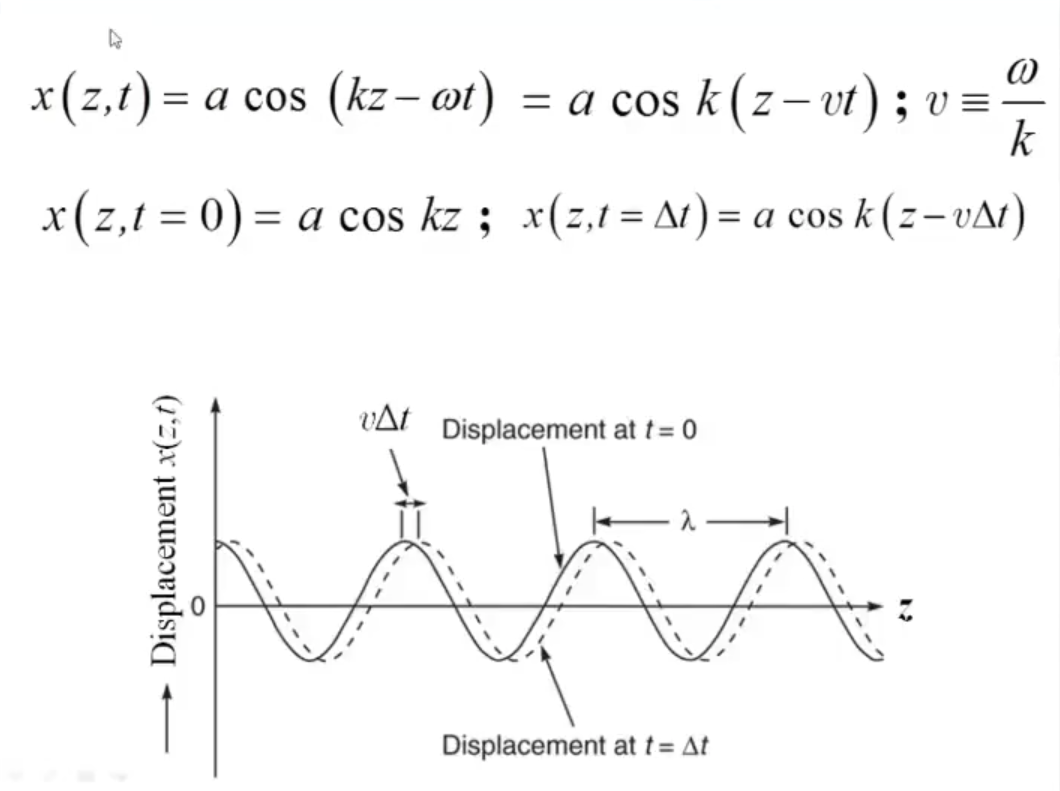 x(z,t) = a cos (kz − ωt) = a cos k(z − vt) ; v ≡ ω/k
x(z,t = 0) = a cos kz ; x(z,t = Δt) = a cos k(z − vΔt)
vΔt
Displacement at t = 0
λ
Displacement x(z,t)
0
z
Displacement at t = Δt